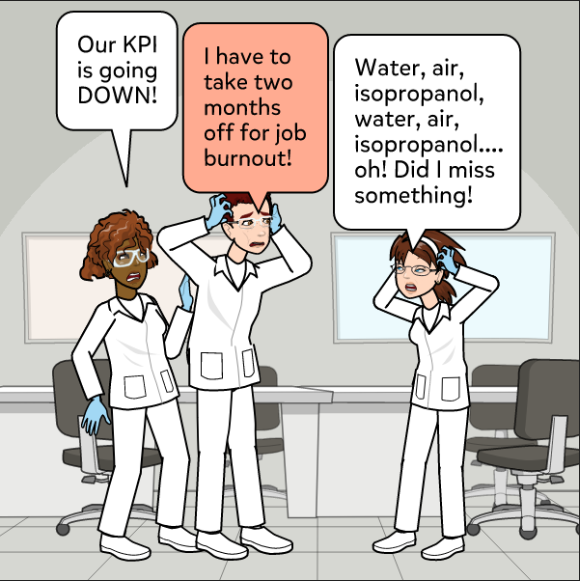 Our KPI
is going
DOWN!
I have to
take two
months
off for job
burnout!
Water, air,
isopropanol,
water, air,
isopropanol....
oh! Did I miss
something!